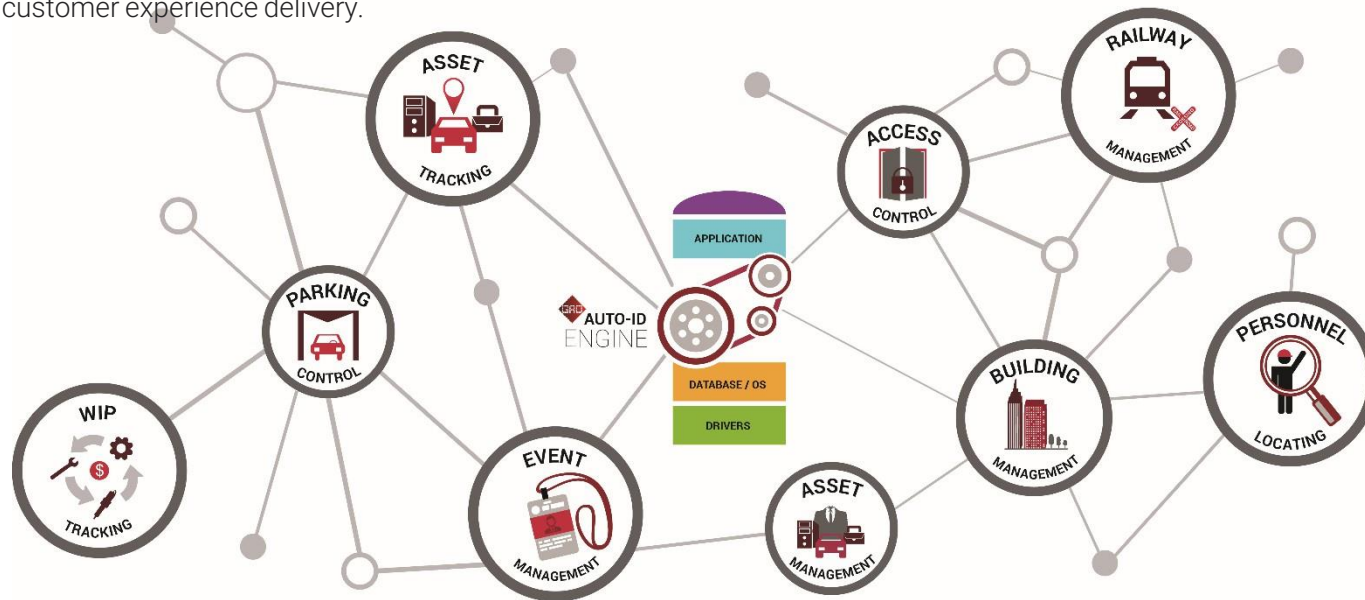 customer experience delivery.
ASSET
TRACKING
RAILWAY
MANAGEMENT
ACCESS
CONTROL
APPLICATION
PARKING
CONTROL
GAO
AUTO-ID
ENGINE
DATABASE / OS
DRIVERS
BUILDING
MANAGEMENT
PERSONNEL
LOCATING
WIP
$
TRACKING
EVENT
MANAGEMENT
ASSET
MANAGEMENT